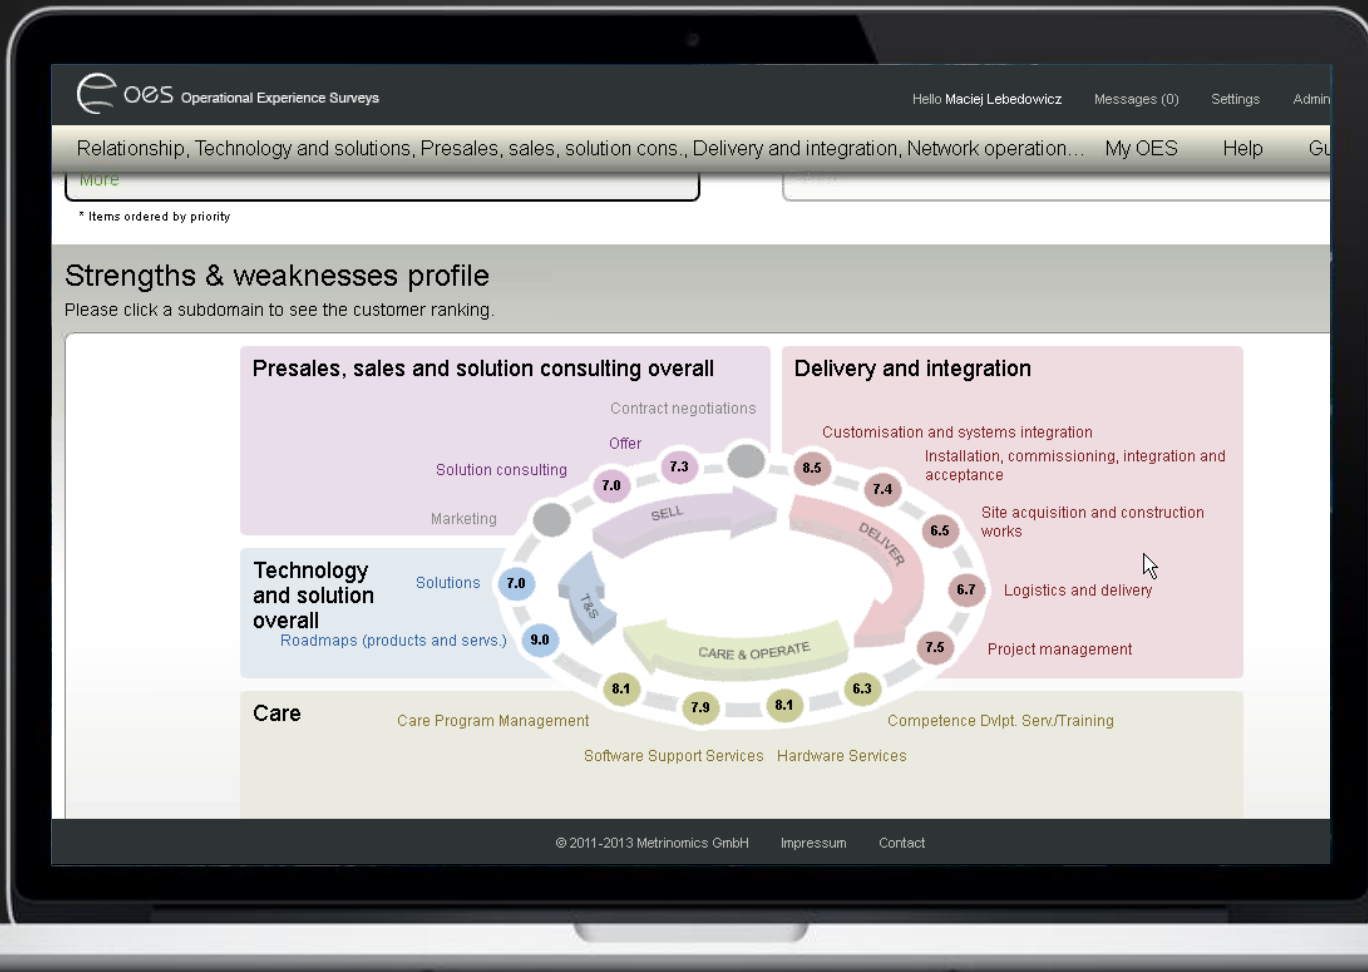 oes Operational Experience Surveys
Hello Maciej Lebedowicz Messages (0) Settings Admin
Relationship, Technology and solutions, Presales, sales, solution cons., Delivery and integration, Network operation... My OES Help Gu
More
* Items ordered by priority
Strengths & weaknesses profile
Please click a subdomain to see the customer ranking.
Presales, sales and solution consulting overall
Contract negotiations
Offer
Solution consulting
Marketing
7.0
7.3
SELL
Delivery and integration
Customisation and systems integration
Installation, commissioning, integration and
acceptance
Site acquisition and construction
works
Logistics and delivery
Project management
8.5
7.4
6.5
6.7
7.5
DELIVER
Technology
and solution
overall
Solutions
Roadmaps (products and servs.)
7.0
9.0
T&S
CARE & OPERATE
8.1
7.9
8.1
6.3
Care
Care Program Management
Software Support Services
Hardware Services
Competence Dvlpt. Serv./Training
© 2011-2013 Metrinomics GmbH Impressum Contact